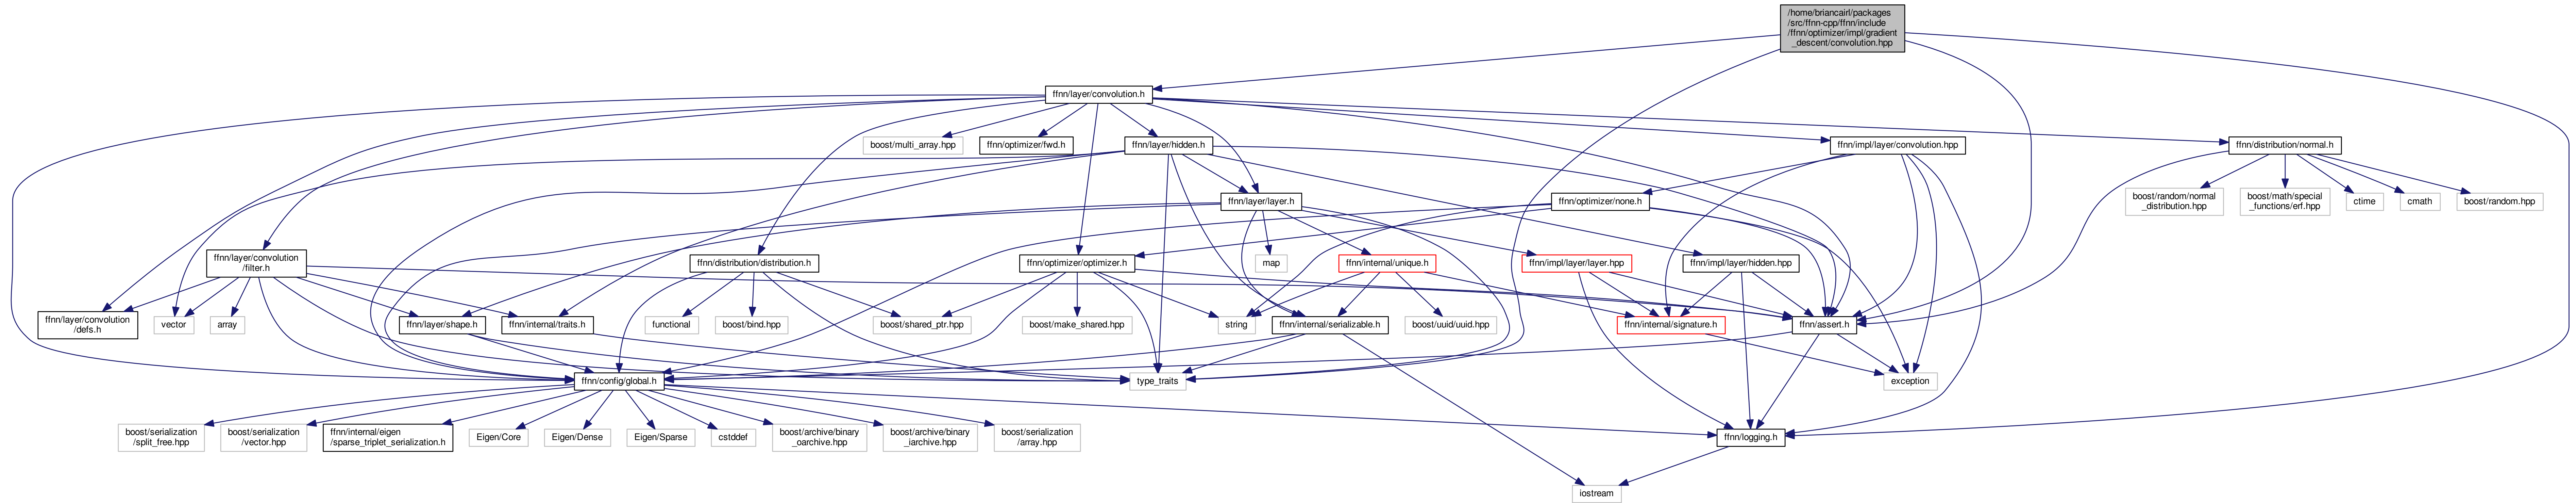 /home/briancairl/packages
/src/ffnn-cpp/ffnn/include
/ffnn/optimizer/impl/gradient
_descent/convolution.hpp
ffnn/layer/convolution.h
boost/multi_array.hpp
ffnn/optimizer/fwd.h
ffnn/layer/hidden.h
ffnn/impl/layer/convolution.hpp
ffnn/distribution/normal.h
ffnn/layer/layer.h
ffnn/optimizer/none.h
boost/random/normal
_distribution.hpp
boost/math/special
_functions/erf.hpp
ctime
cmath
boost/random.hpp
ffnn/layer/convolution
/filter.h
ffnn/distribution/distribution.h
ffnn/optimizer/optimizer.h
map
ffnn/internal/unique.h
ffnn/impl/layer/layer.hpp
ffnn/impl/layer/hidden.hpp
ffnn/layer/convolution
/defs.h
vector
array
ffnn/layer/shape.h
ffnn/internal/traits.h
functional
boost/bind.hpp
boost/shared_ptr.hpp
boost/make_shared.hpp
string
ffnn/internal/serializable.h
boost/uuid/uuid.hpp
ffnn/internal/signature.h
ffnn/assert.h
ffnn/config/global.h
type_traits
exception
boost/serialization
/split_free.hpp
boost/serialization
/vector.hpp
ffnn/internal/eigen
/sparse_triplet_serialization.h
Eigen/Core
Eigen/Dense
Eigen/Sparse
cstddef
boost/archive/binary
_oarchive.hpp
boost/archive/binary
_iarchive.hpp
boost/serialization
/array.hpp
ffnn/logging.h
iostream